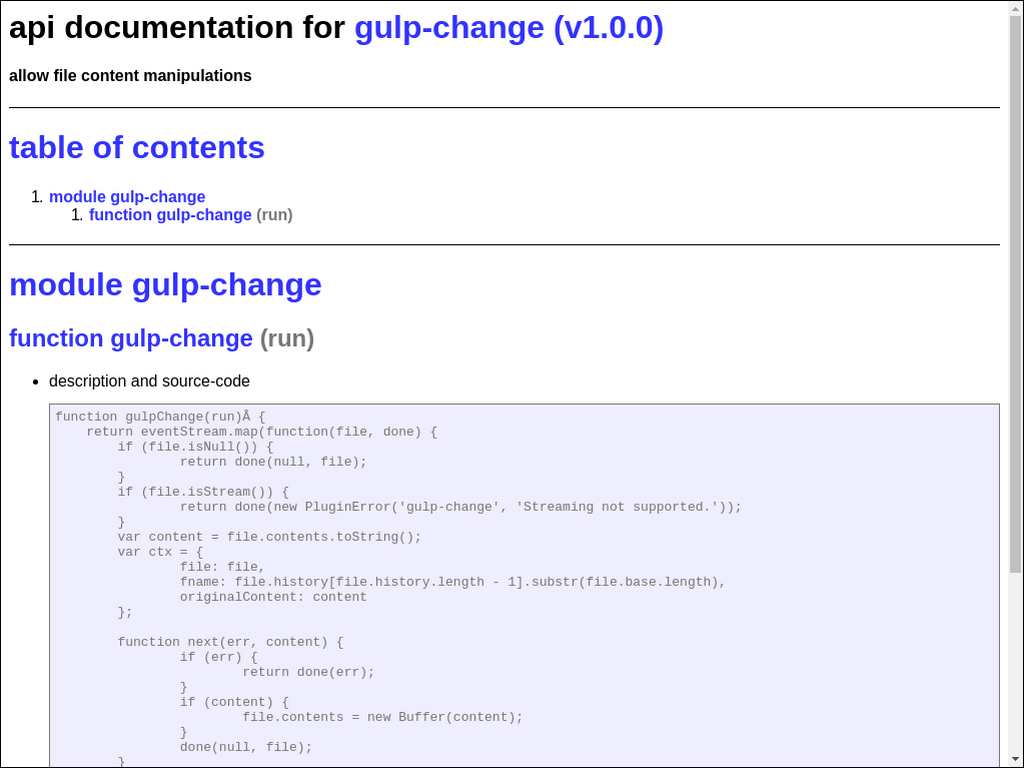 api documentation for gulp-change (v1.0.0)
allow file content manipulations
table of contents
1. module gulp-change
1. function gulp-change (run)
module gulp-change
function gulp-change (run)
• description and source-code
function gulpChange(run)Â {
    return eventStream.map(function(file, done) {
        if (file.isNull()) {
                return done(null, file);
        }
        if (file.isStream()) {
                return done(new PluginError('gulp-change', 'Streaming not supported.'));
        }
        var content = file.contents.toString();
        var ctx = {
                file: file,
                fname: file.history[file.history.length - 1].substr(file.base.length),
                originalContent: content
        };
        function next(err, content) {
                if (err) {
                        return done(err);
                }
                if (content) {
                        file.contents = new Buffer(content);
                }
                done(null, file);
        }